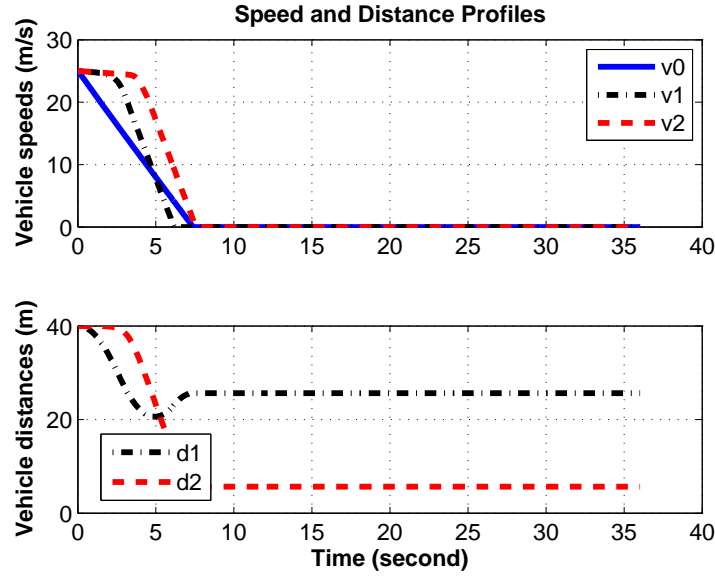 Speed and Distance Profiles
Vehicle speeds (m/s)
30
20
10
0
v0
v1
v2
0 5 10 15 20 25 30 35 40
Vehicle distances (m)
40
20
0
d1
d2
0 5 10 15 20 25 30 35 40
Time (second)